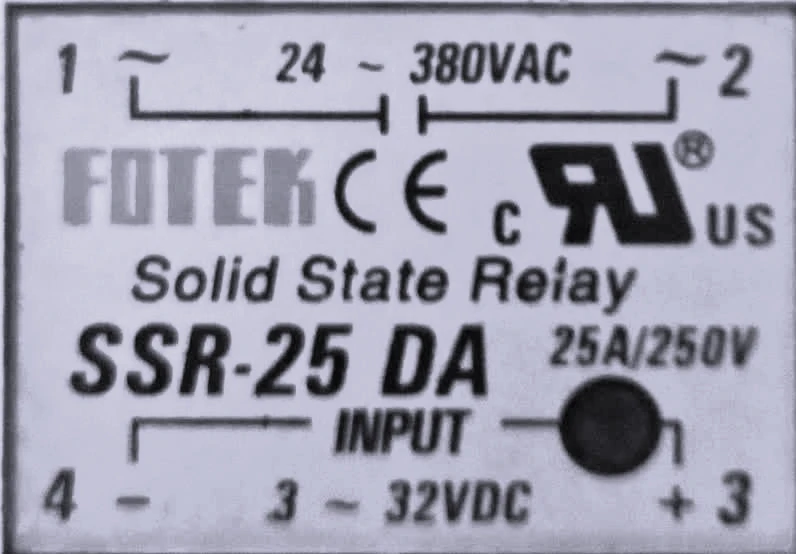 1 ~ 24 ~ 380VAC ~ 2
FOTEK CE C RU® US
Solid State Relay
SSR-25 DA 25A/250V
INPUT
4 - 3 ~ 32VDC + 3